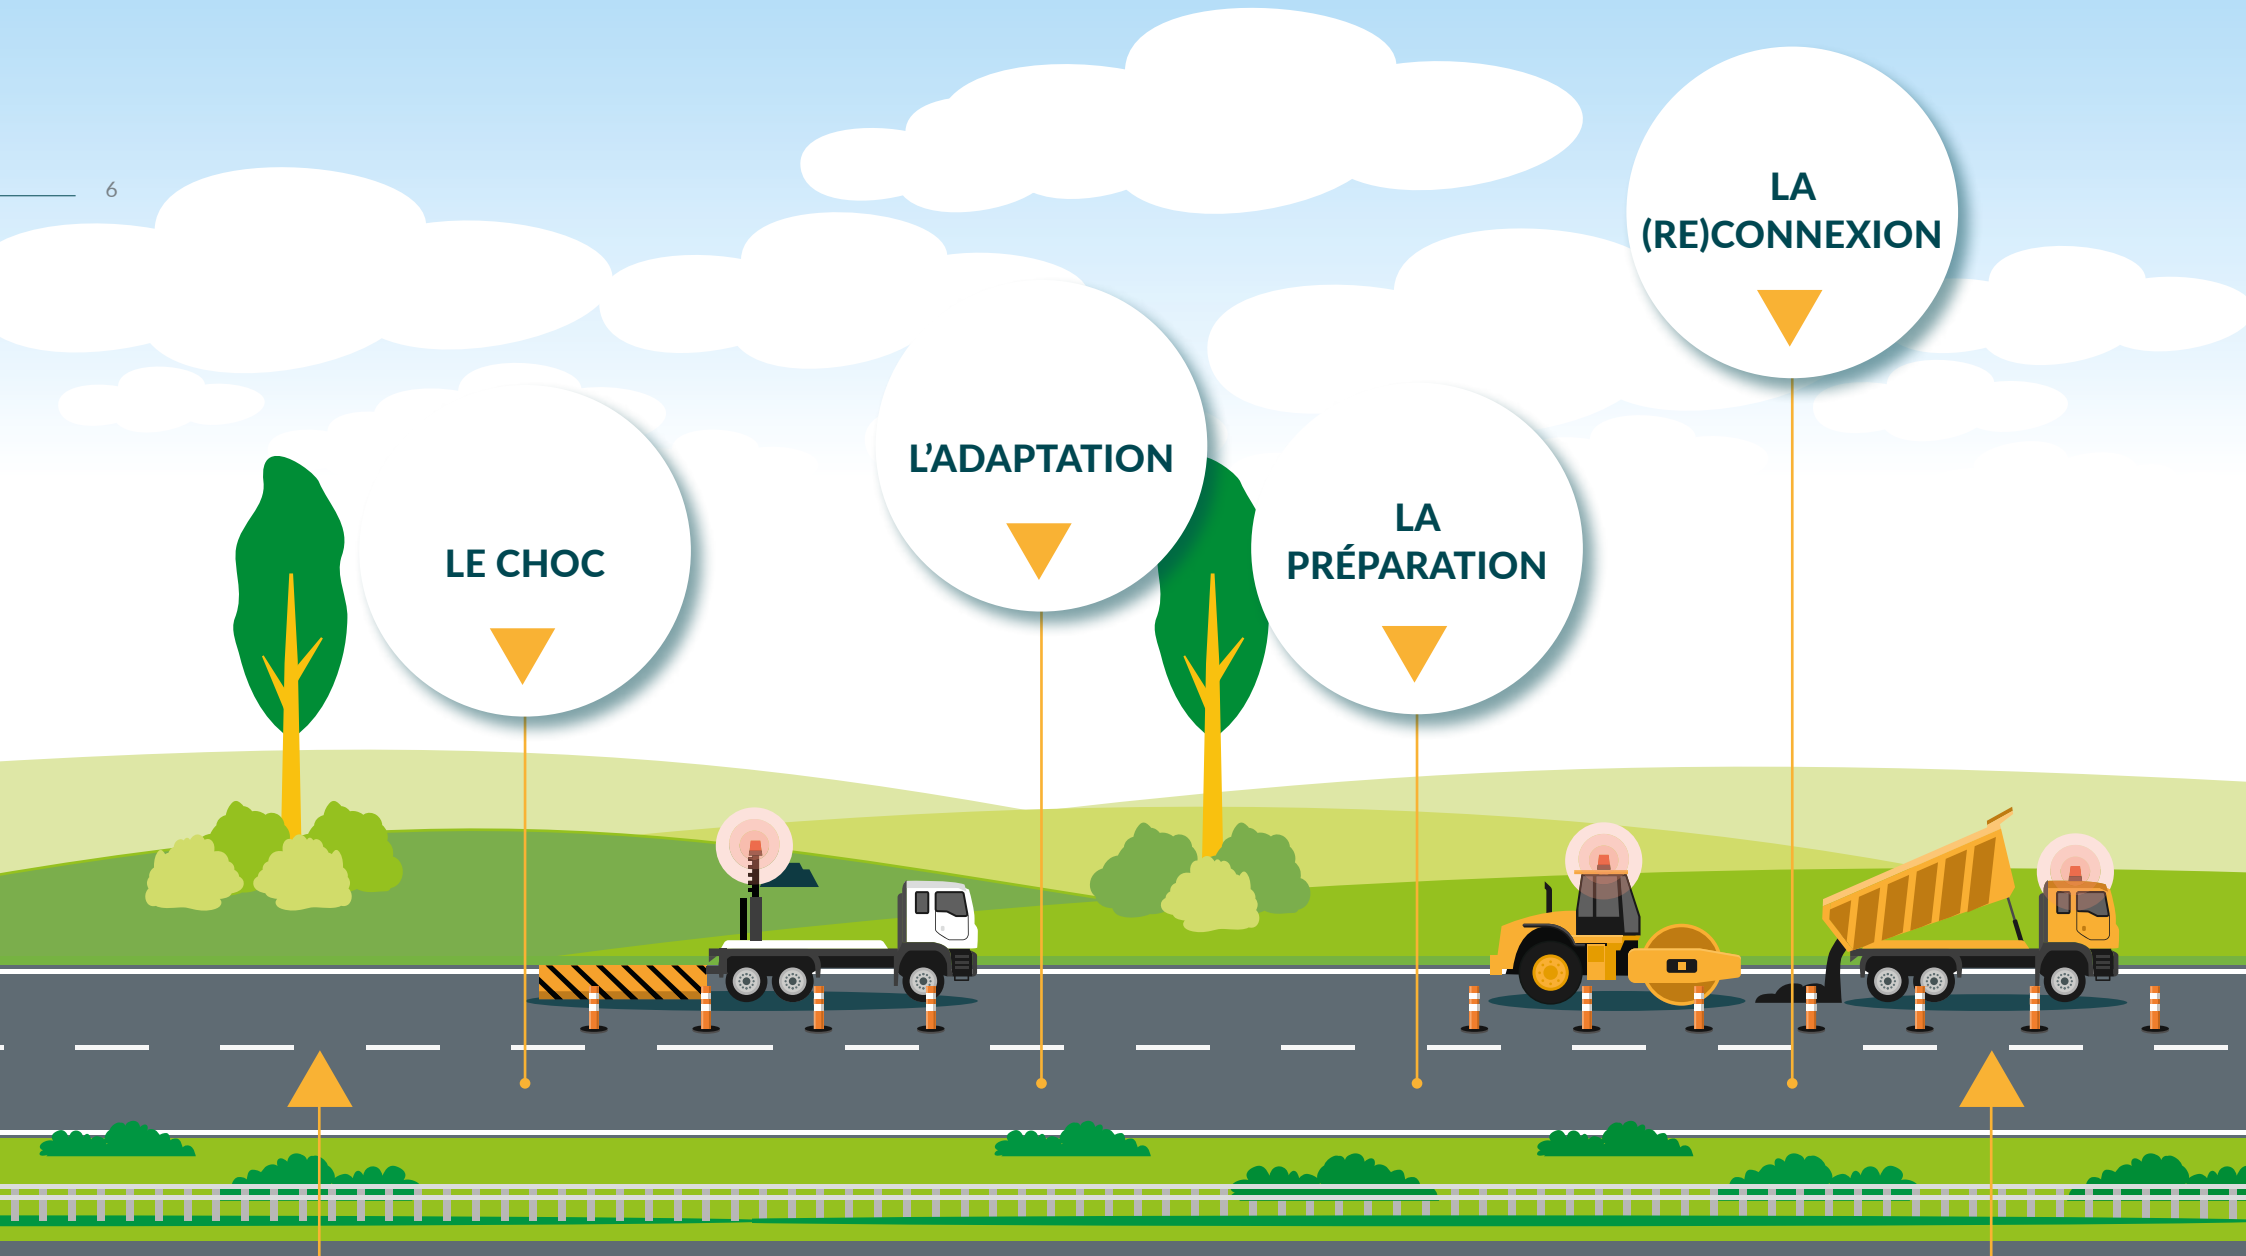 6
LE CHOC
L’ADAPTATION
LA
PRÉPARATION
LA
(RE)CONNEXION